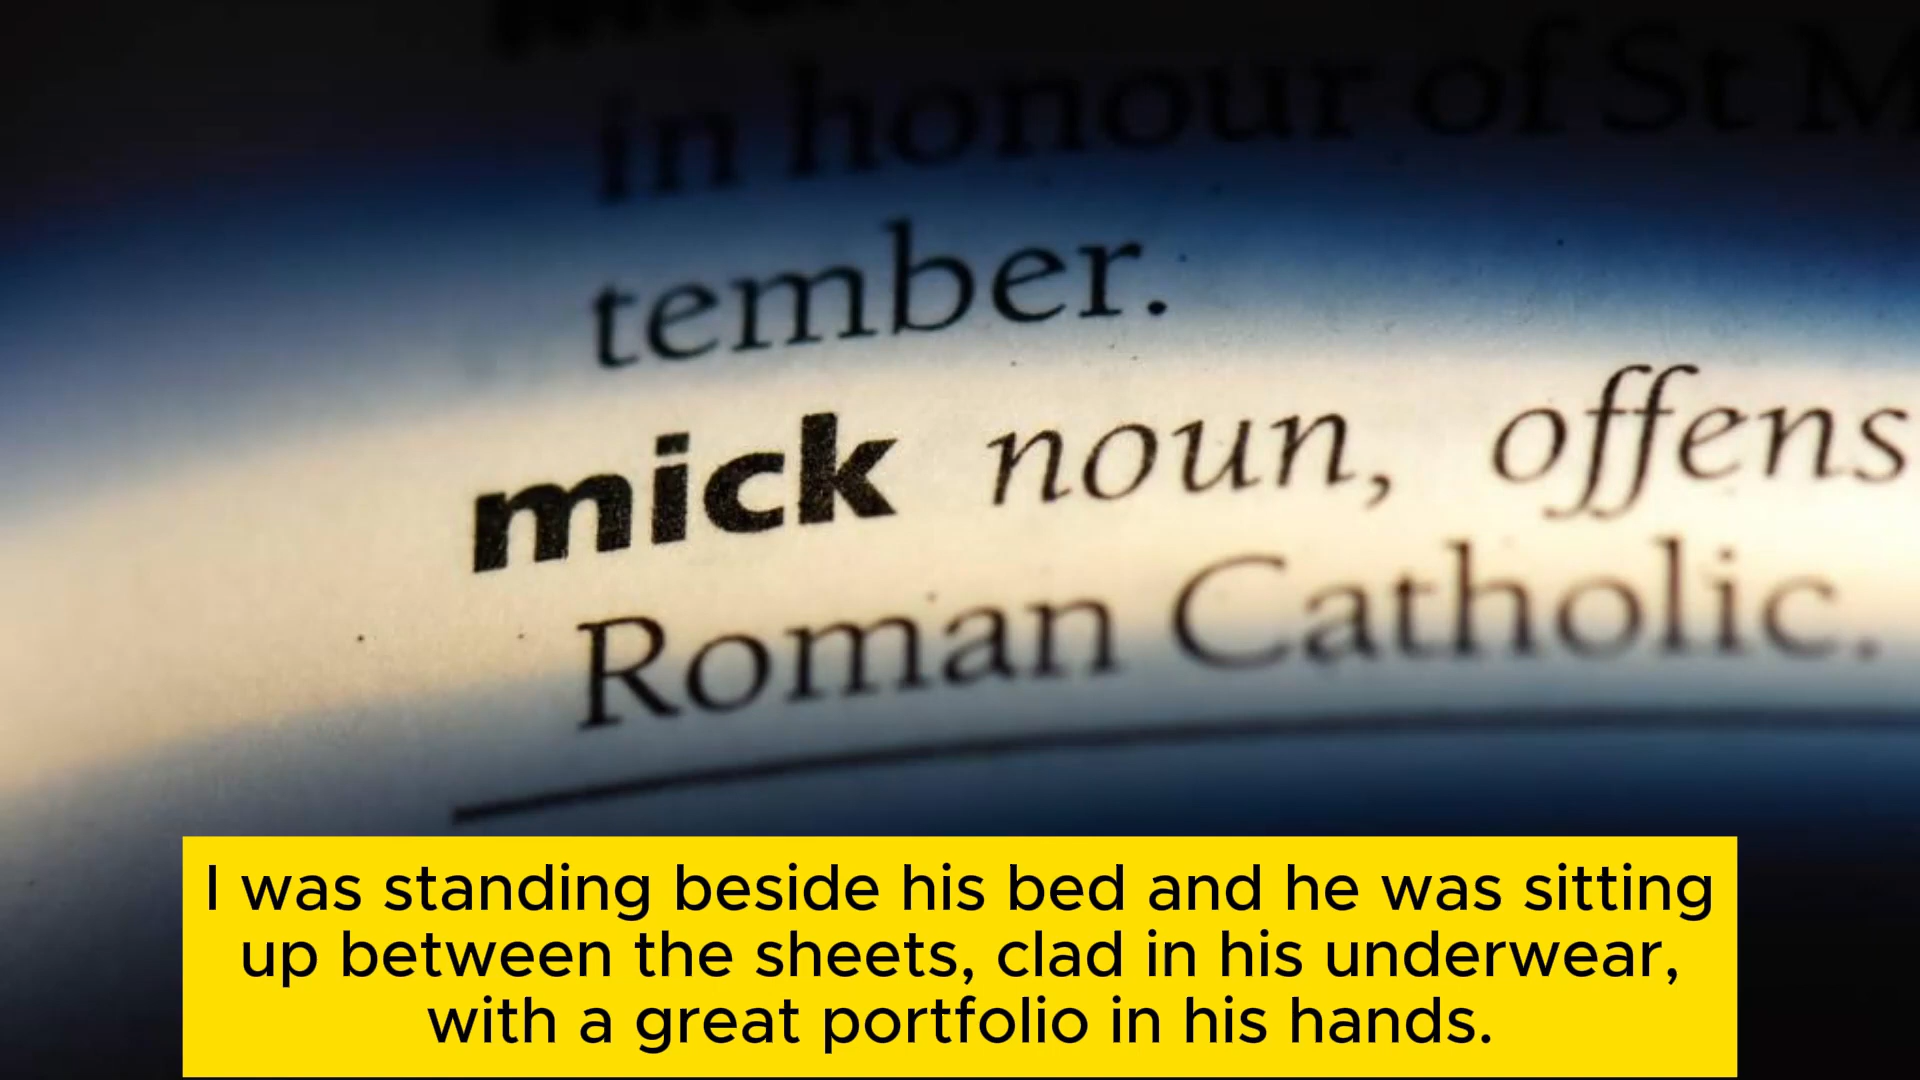 in honour of St M
tember.
mick noun, offens
Roman Catholic.
I was standing beside his bed and he was sitting
up between the sheets, clad in his underwear,
with a great portfolio in his hands.